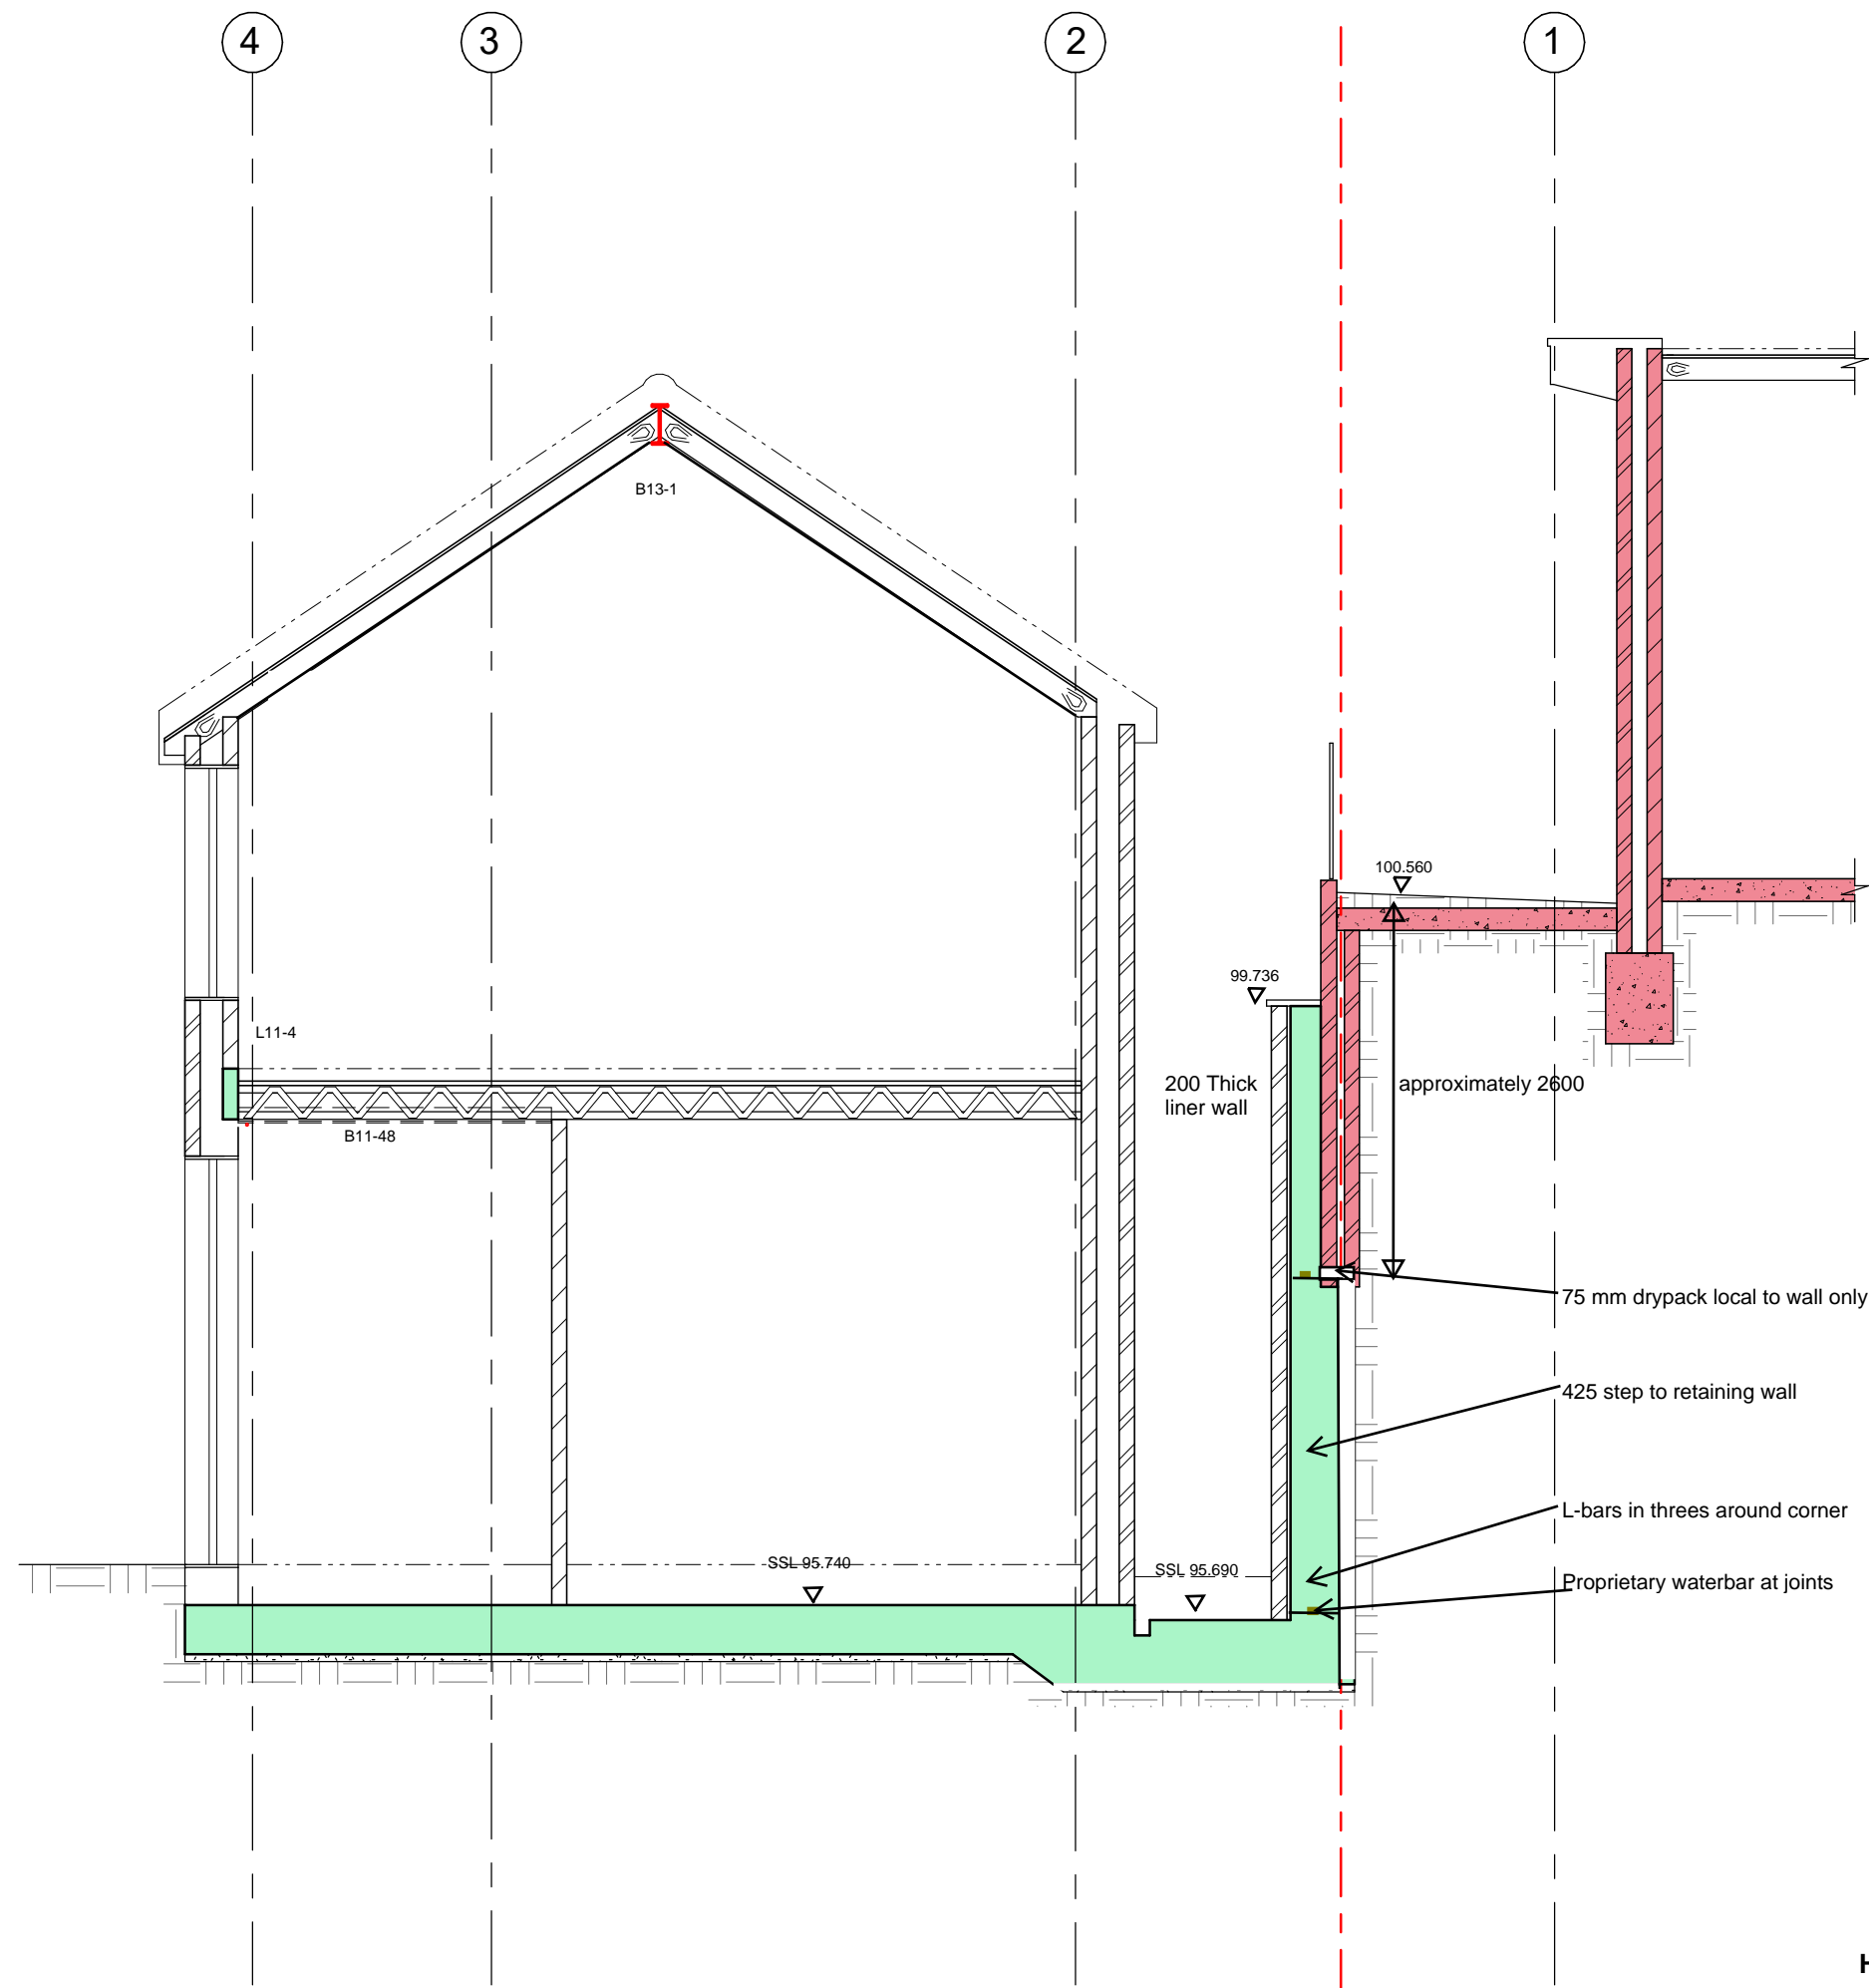 4
3
2
1
B13-1
100.560
99.736
L11-4
200 Thick
liner wall
approximately 2600
B11-48
75 mm drypack local to wall only
425 step to retaining wall
L-bars in threes around corner
SSL 95.740
SSL 95.690
Proprietary waterbar at joints